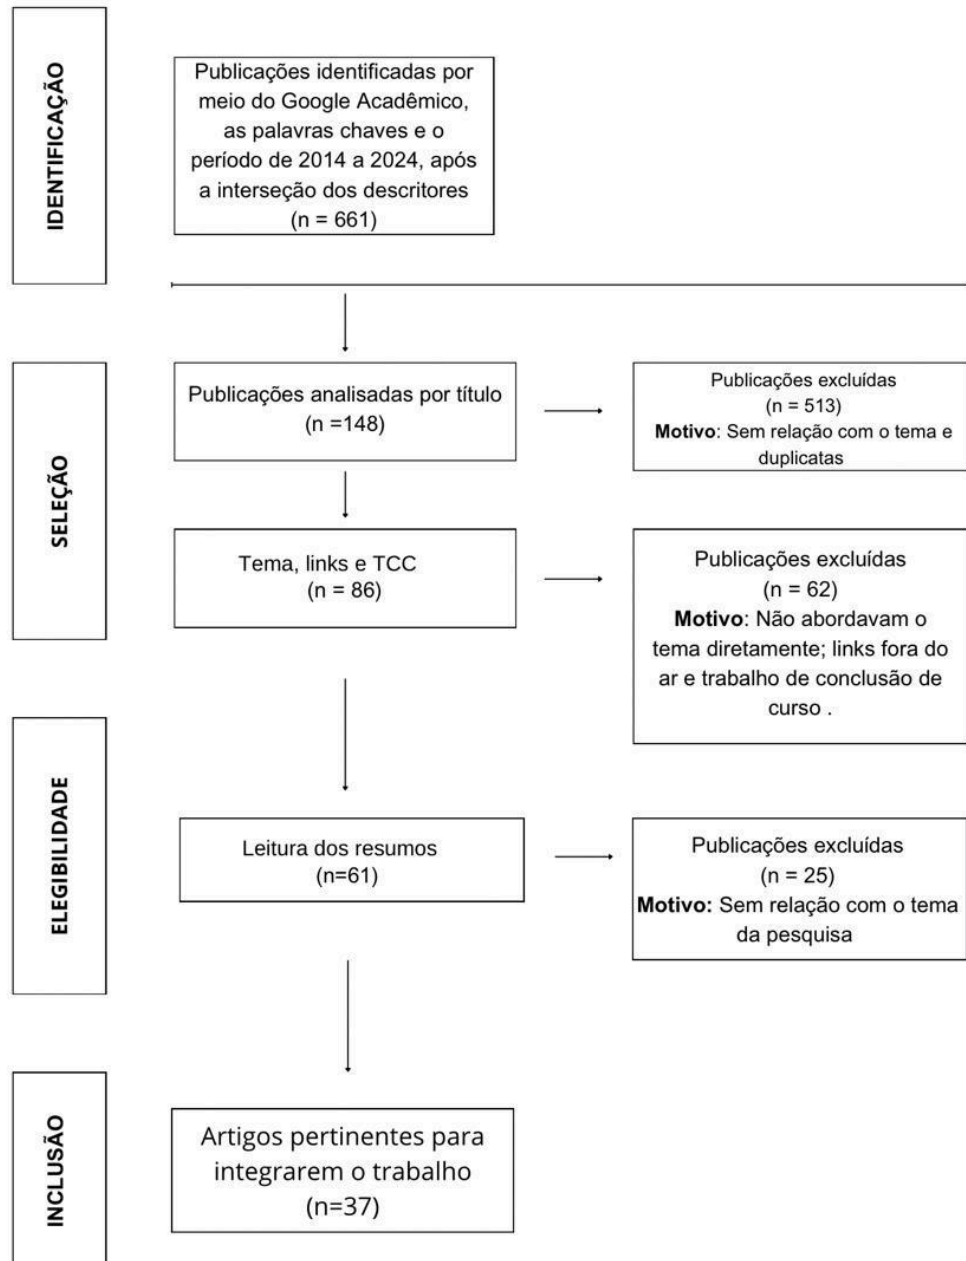 IDENTIFICAÇÃO
Publicações identificadas por
meio do Google Acadêmico,
as palavras chaves e o
período de 2014 a 2024, após
a interseção dos descritores
(n = 661)
SELEÇÃO
Publicações analisadas por título
(n =148)
Publicações excluídas
(n = 513)
Motivo: Sem relação com o tema e
duplicatas
Tema, links e TCC
(n = 86)
Publicações excluídas
(n = 62)
Motivo: Não abordavam o
tema diretamente; links fora do
ar e trabalho de conclusão de
curso .
ELEGIBILIDADE
Leitura dos resumos
(n=61)
Publicações excluídas
(n = 25)
Motivo: Sem relação com o tema
da pesquisa
INCLUSÃO
Artigos pertinentes para
integrarem o trabalho
(n=37)